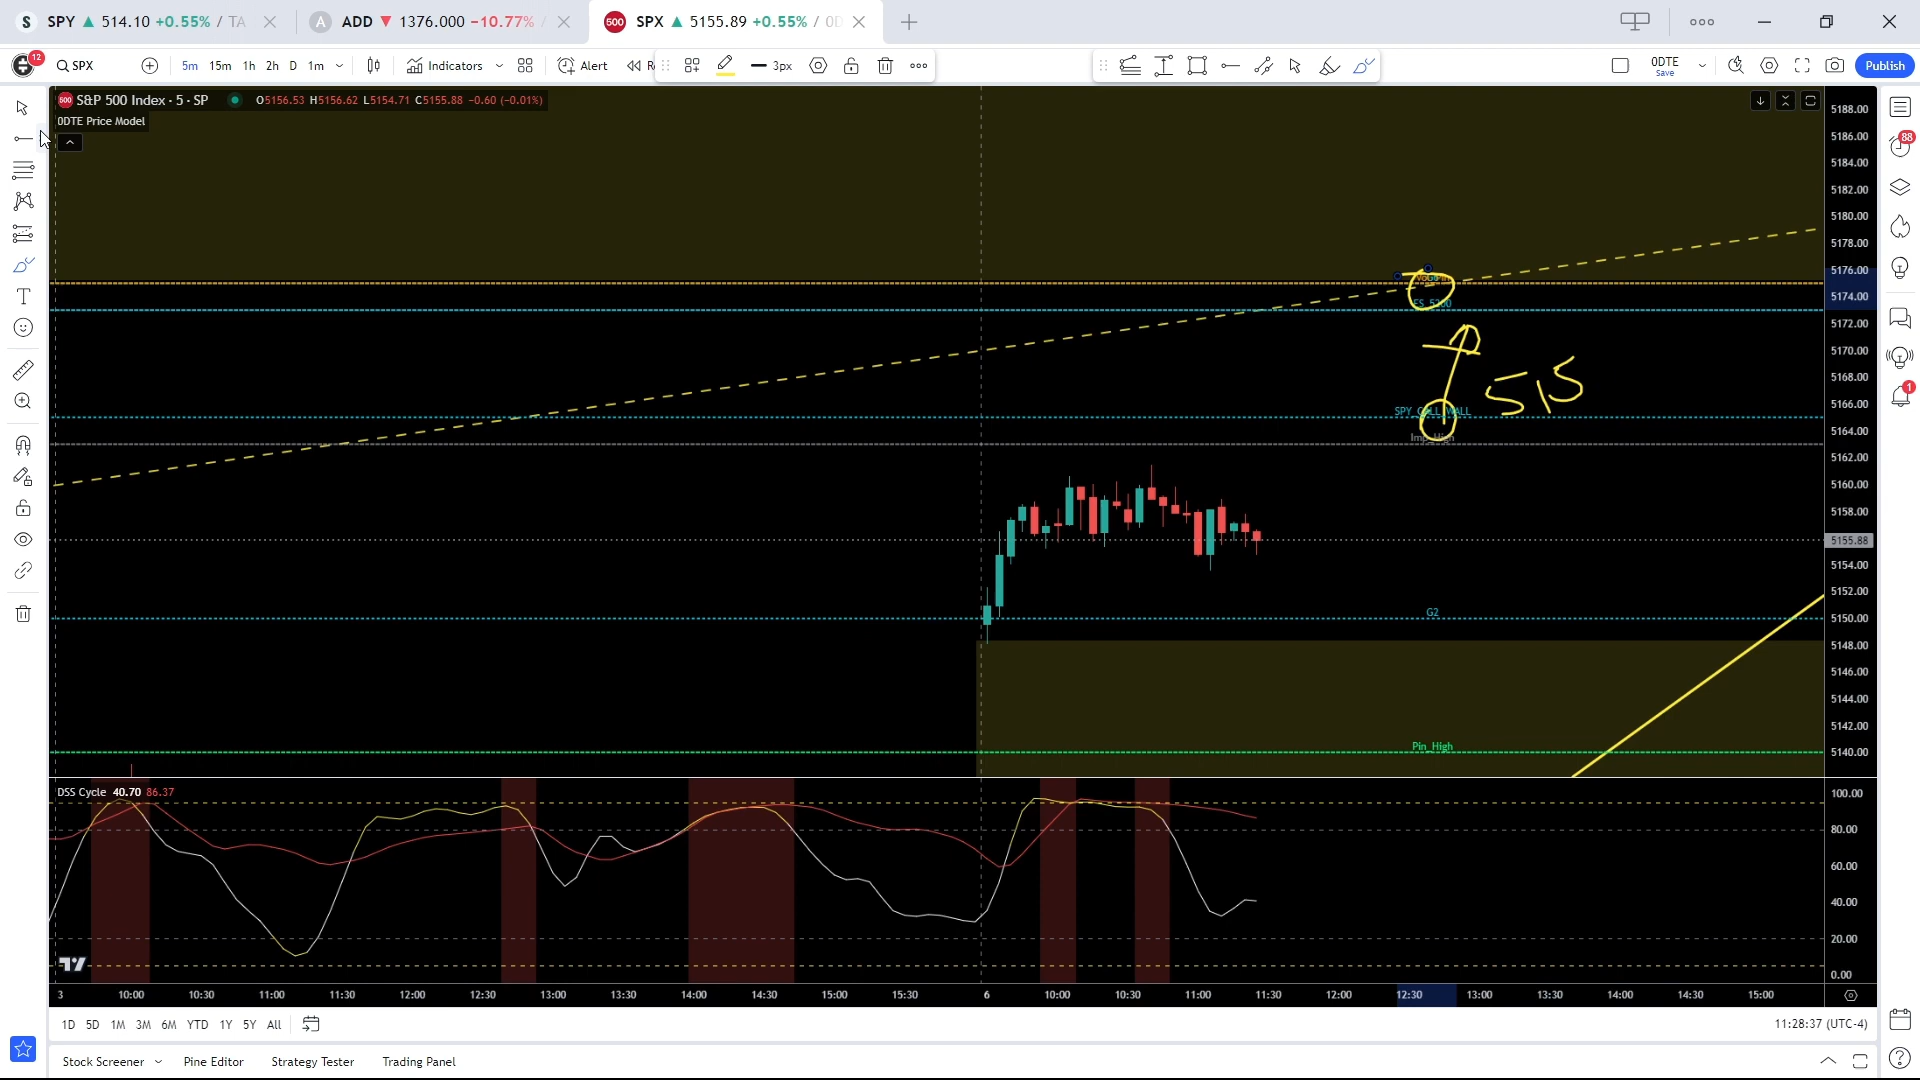 SPY 514.10 +0.55% / TA
ADD 1376.000 −10.77% /
500 SPX 5155.89 +0.55% / 0D
12 SPX 5m 15m 1h 2h D 1m Indicators Alert 3px 0DTE Save Publish
500 S&P 500 Index · 5 · SP O5156.53 H5156.62 L5154.71 C5155.88 −0.60 (−0.01%)
0DTE Price Model
5188.00
5186.00
88
5184.00
5182.00
5180.00
5178.00
5176.00
5174.00
5172.00
5170.00
5168.00
1
515
5166.00
SPY_CALL_WALL
5164.00
Imp_High
5162.00
5160.00
5158.00
5155.88
5154.00
5152.00
G2
5150.00
5148.00
5146.00
5144.00
5142.00
Pin_High
5140.00
DSS Cycle 40.70 86.37
100.00
80.00
60.00
40.00
20.00
0.00
3 10:00 10:30 11:00 11:30 12:00 12:30 13:00 13:30 14:00 14:30 15:00 15:30 6 10:00 10:30 11:00 11:30 12:00 12:30 13:00 13:30 14:00 14:30 15:00
1D 5D 1M 3M 6M YTD 1Y 5Y All 11:28:37 (UTC-4)
Stock Screener Pine Editor Strategy Tester Trading Panel